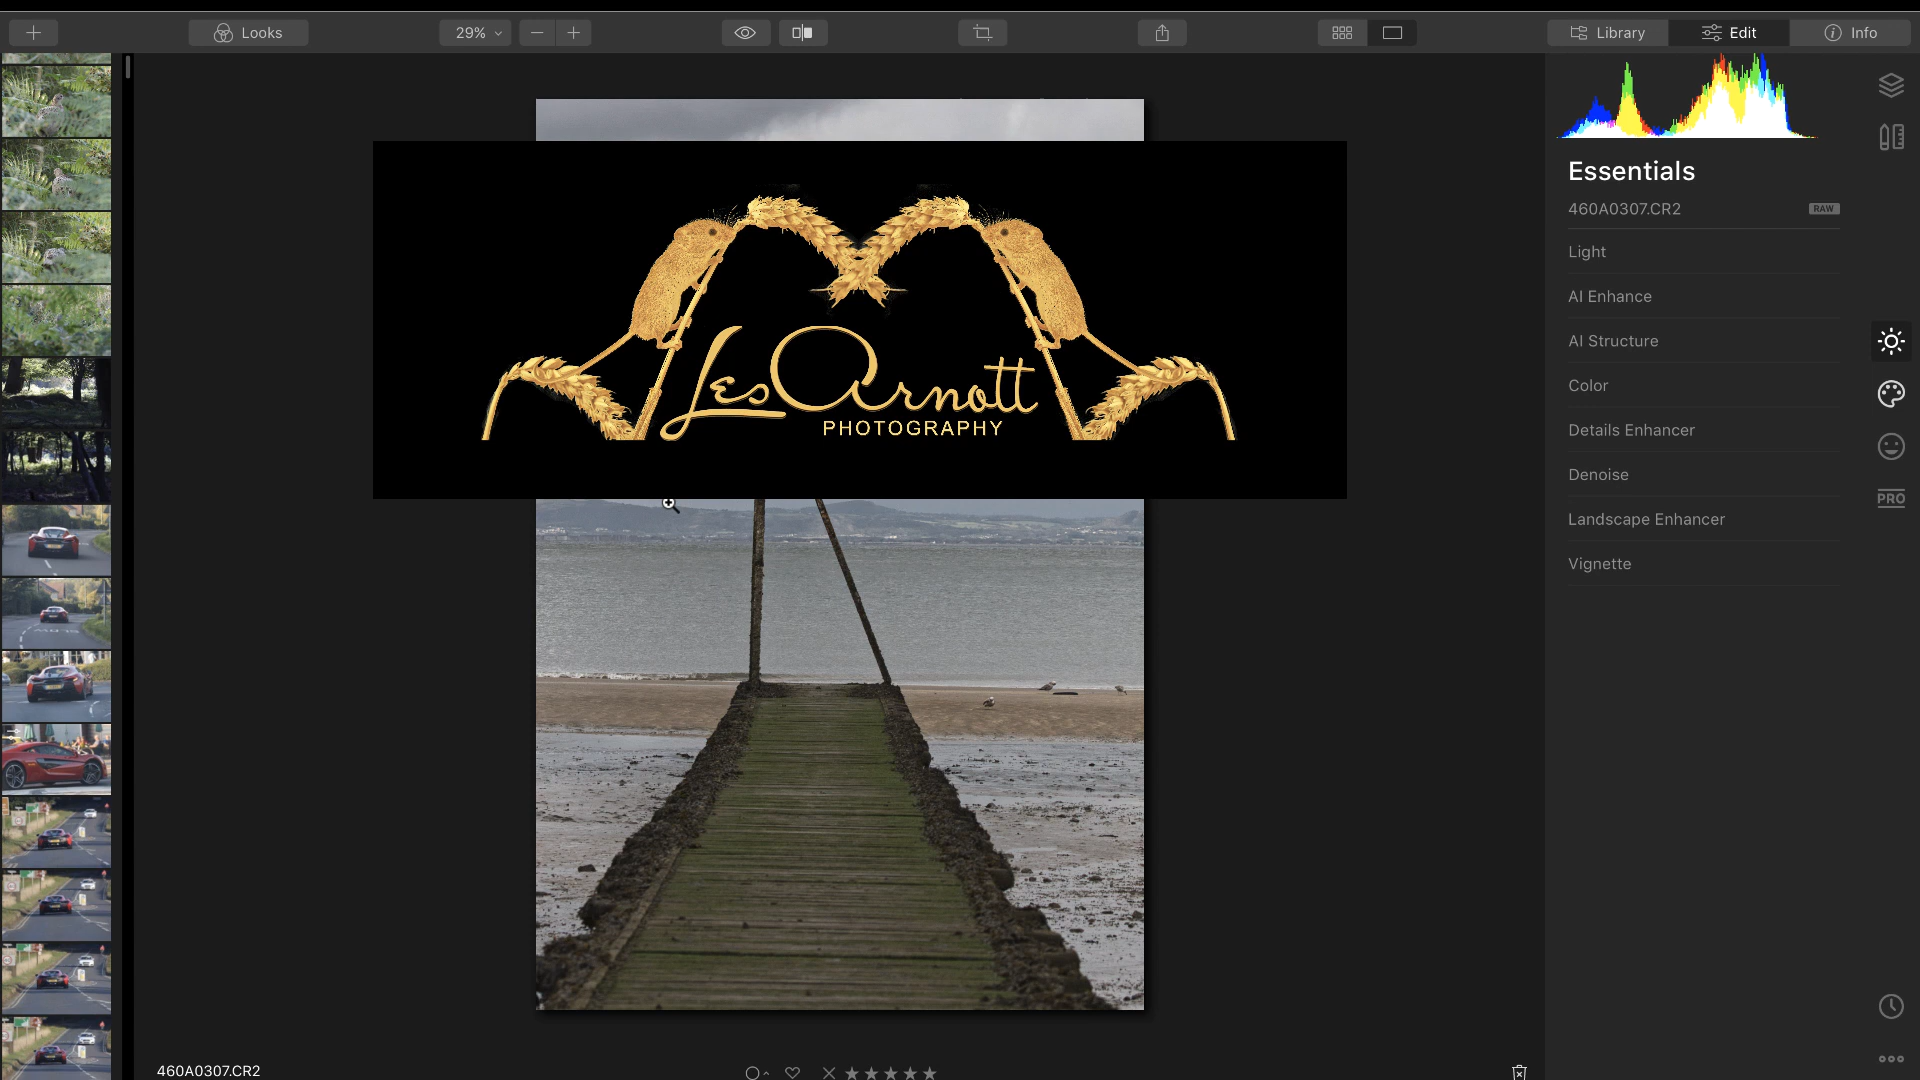 Looks
29%
Library
Edit
Info
Essentials
460A0307.CR2
RAW
Light
AI Enhance
AI Structure
Color
Details Enhancer
Denoise
Landscape Enhancer
Vignette
PRO
Les Arnott
PHOTOGRAPHY
460A0307.CR2